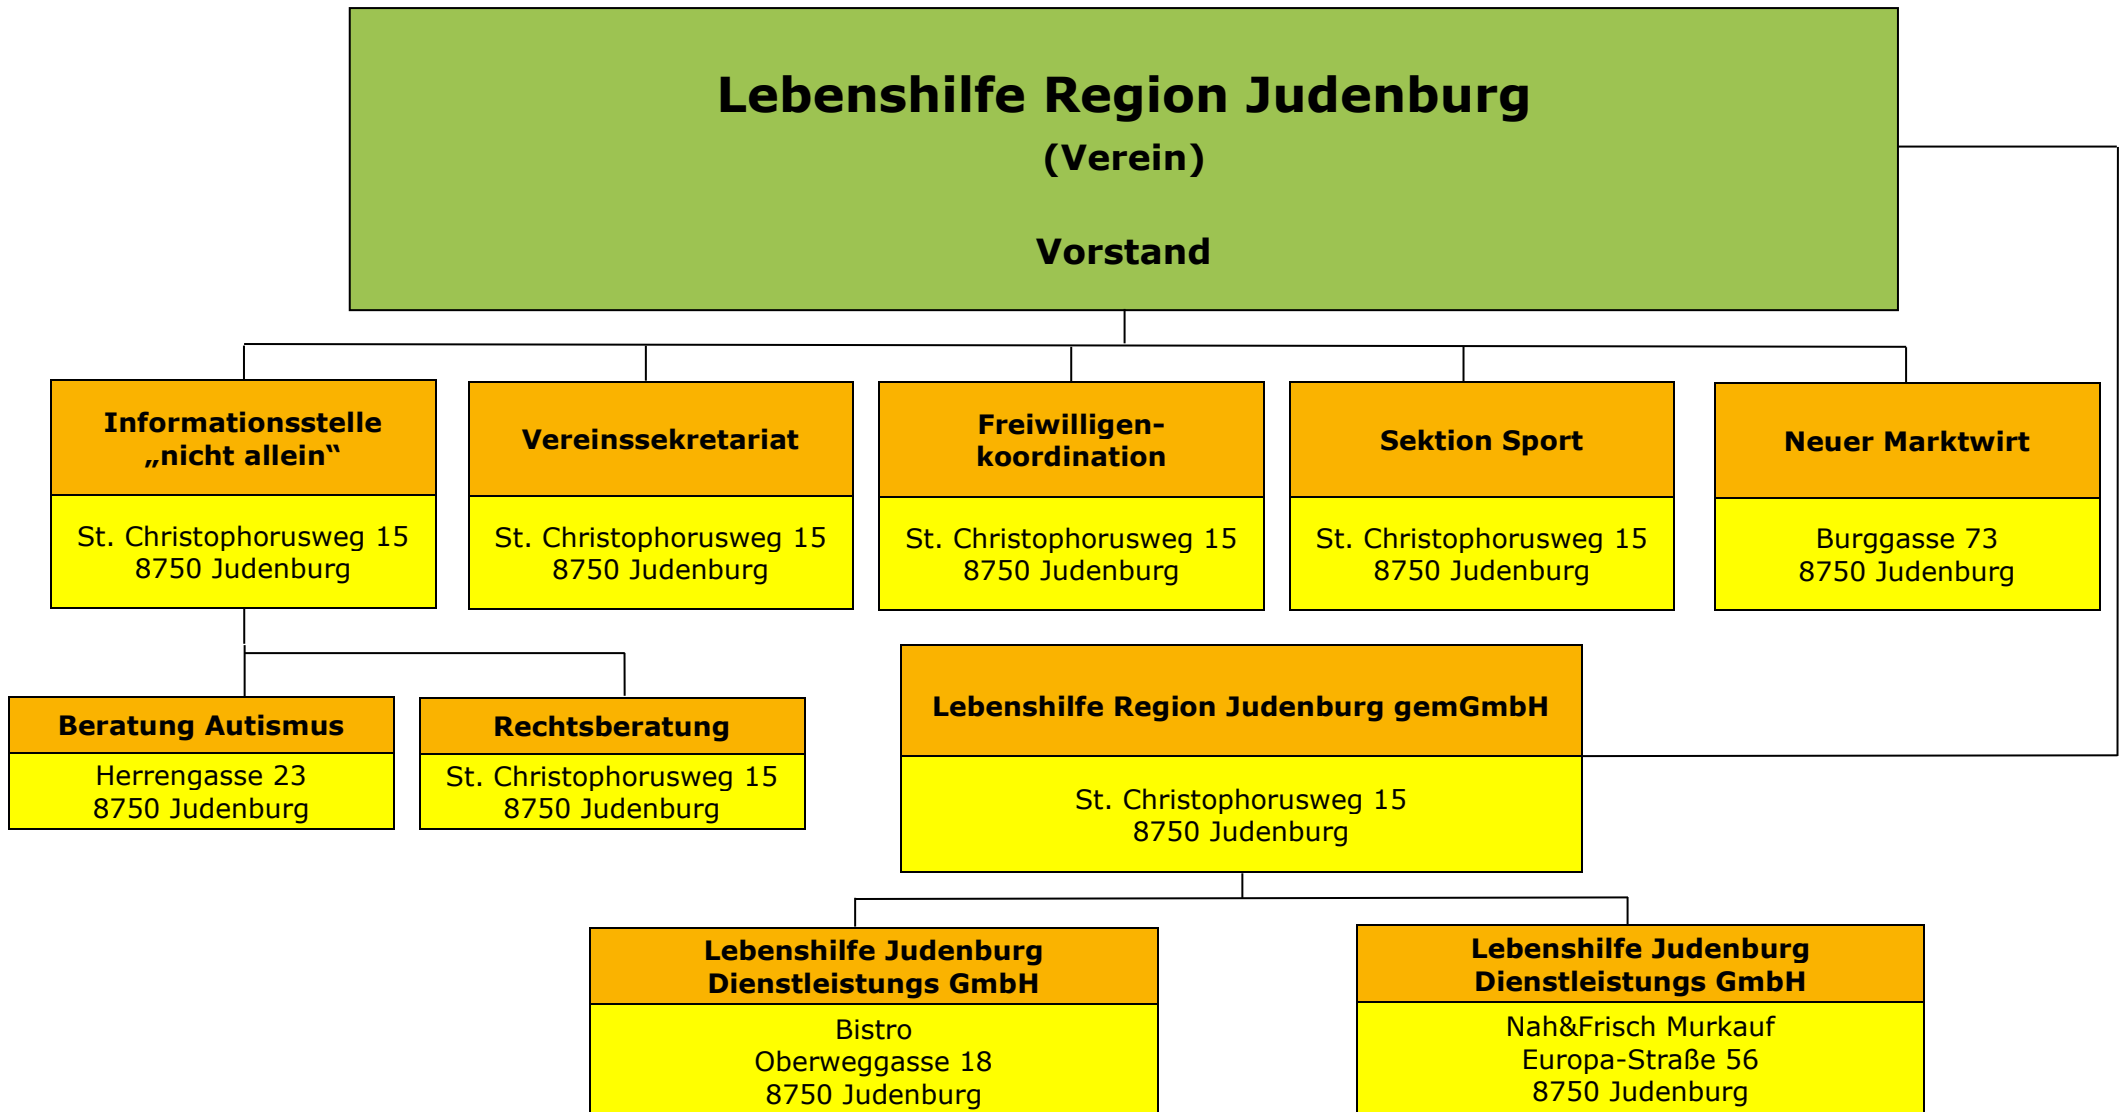 Lebenshilfe Region Judenburg
(Verein)
Vorstand
Informationsstelle
„nicht allein“
St. Christophorusweg 15
8750 Judenburg
Vereinssekretariat
St. Christophorusweg 15
8750 Judenburg
Freiwilligen-
koordination
St. Christophorusweg 15
8750 Judenburg
Sektion Sport
St. Christophorusweg 15
8750 Judenburg
Neuer Marktwirt
Burggasse 73
8750 Judenburg
Beratung Autismus
Herrengasse 23
8750 Judenburg
Rechtsberatung
St. Christophorusweg 15
8750 Judenburg
Lebenshilfe Region Judenburg gemGmbH
St. Christophorusweg 15
8750 Judenburg
Lebenshilfe Judenburg
Dienstleistungs GmbH
Bistro
Oberweggasse 18
8750 Judenburg
Lebenshilfe Judenburg
Dienstleistungs GmbH
Nah&Frisch Murkauf
Europa-Straße 56
8750 Judenburg